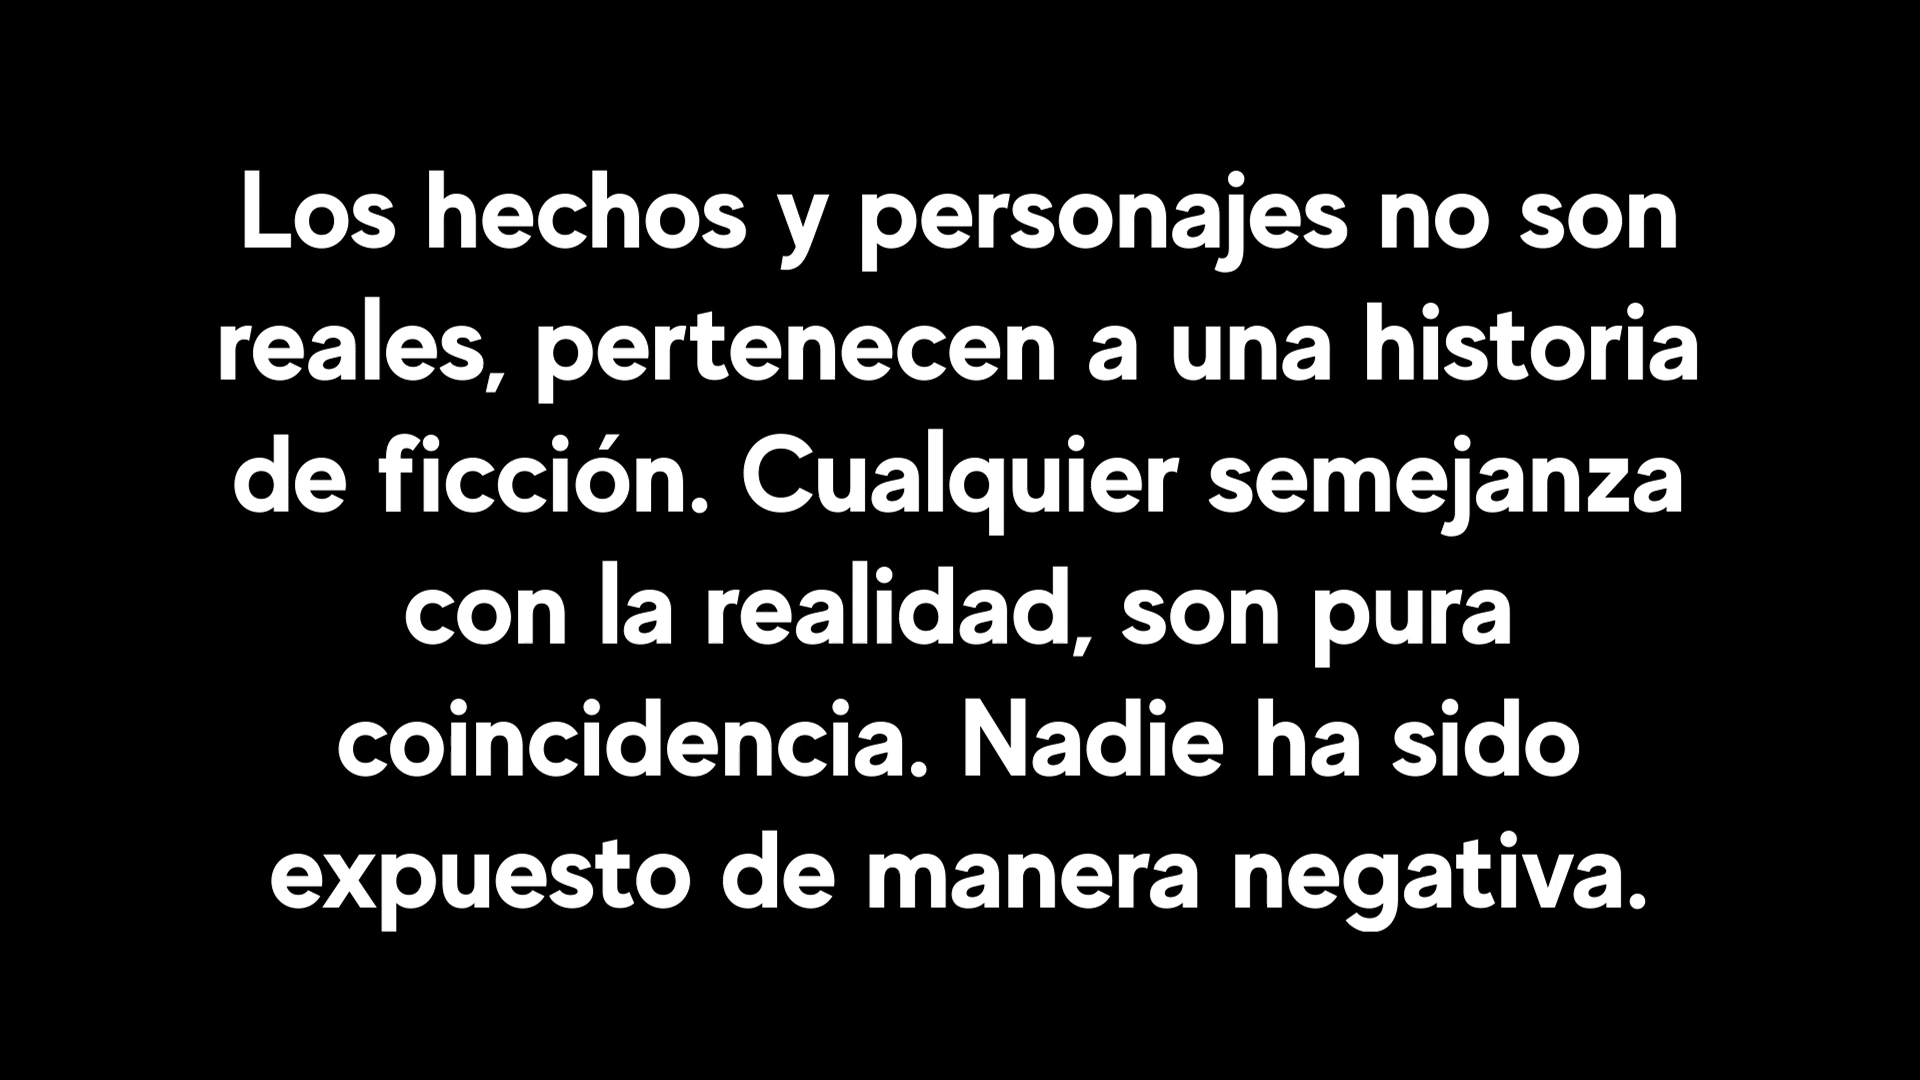 Los hechos y personajes no son
reales, pertenecen a una historia
de ficción. Cualquier semejanza
con la realidad, son pura
coincidencia. Nadie ha sido
expuesto de manera negativa.